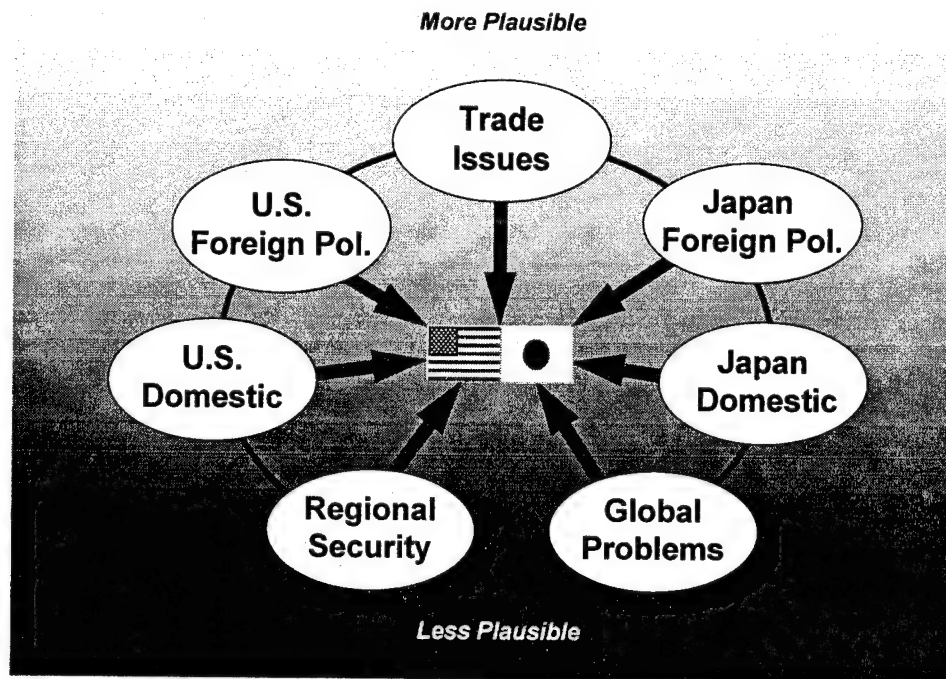 More Plausible
Trade
Issues
U.S.
Foreign Pol.
Japan
Foreign Pol.
U.S.
Domestic
Japan
Domestic
Regional
Security
Global
Problems
Less Plausible